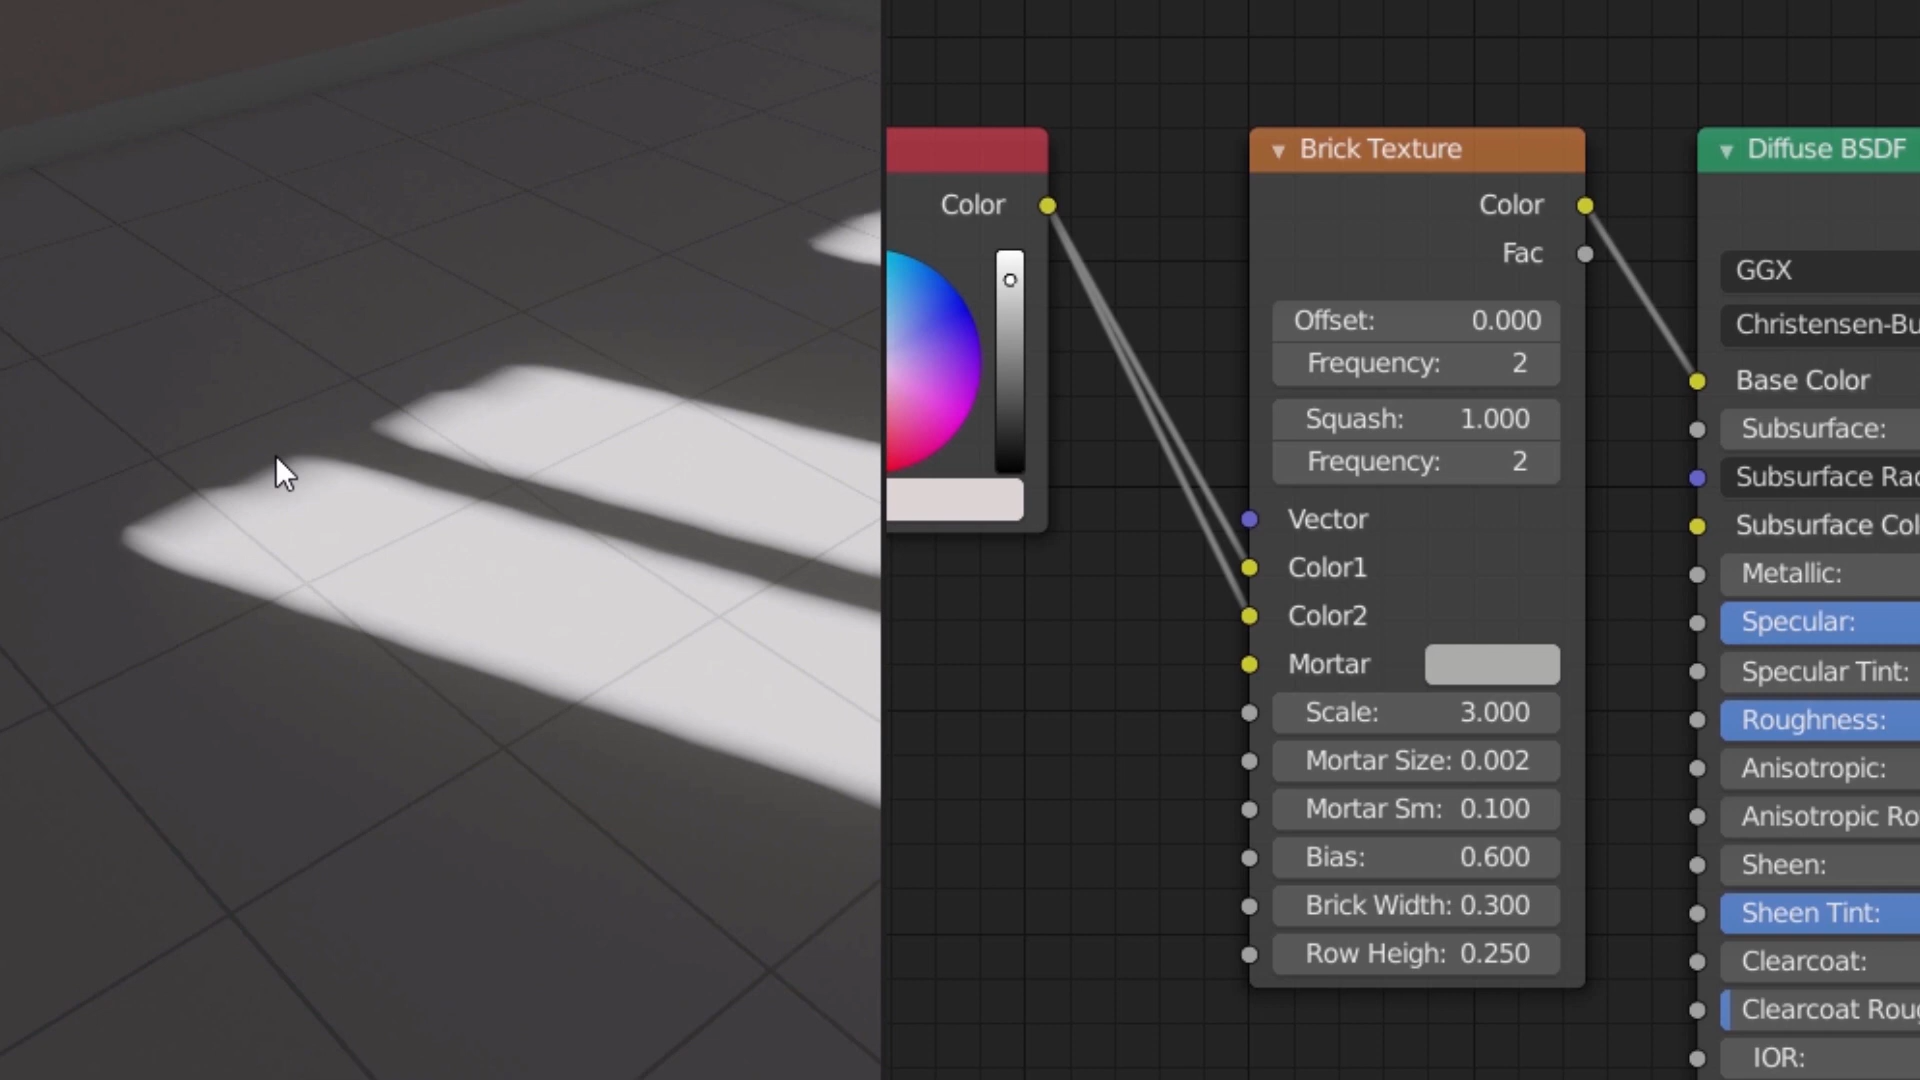 Color
▼ Brick Texture
Color
Fac
Offset: 0.000
Frequency: 2
Squash: 1.000
Frequency: 2
Vector
Color1
Color2
Mortar
Scale: 3.000
Mortar Size: 0.002
Mortar Sm: 0.100
Bias: 0.600
Brick Width: 0.300
Row Heigh: 0.250
▼ Diffuse BSDF
GGX
Christensen-Bu
Base Color
Subsurface:
Subsurface Rad
Subsurface Col
Metallic:
Specular:
Specular Tint:
Roughness:
Anisotropic:
Anisotropic Ro
Sheen:
Sheen Tint:
Clearcoat:
Clearcoat Roug
IOR: